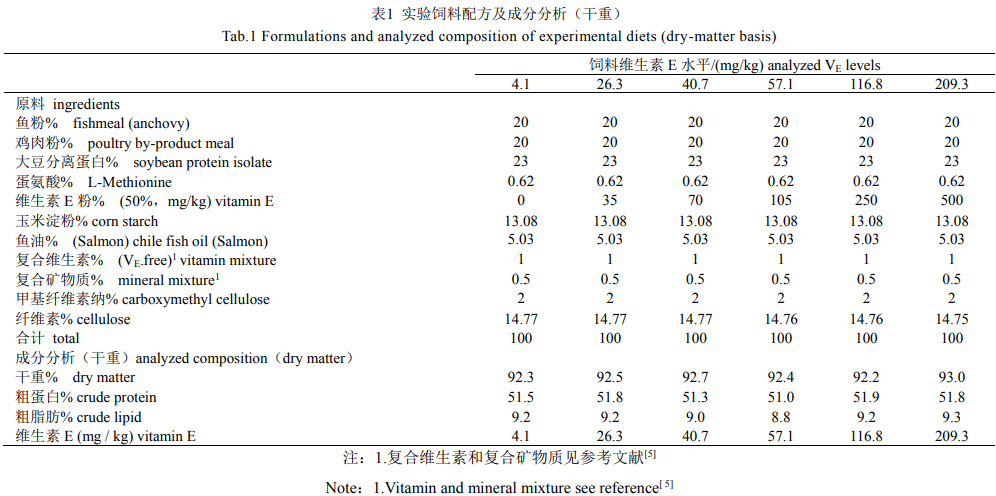 表1 实验饲料配方及成分分析（干重）
Tab.1 Formulations and analyzed composition of experimental diets (dry-matter basis)
饲料维生素 E 水平/(mg/kg) analyzed VE levels
4.1 26.3 40.7 57.1 116.8 209.3
原料 ingredients
鱼粉% fishmeal (anchovy) 20 20 20 20 20 20
鸡肉粉% poultry by-product meal 20 20 20 20 20 20
大豆分离蛋白% soybean protein isolate 23 23 23 23 23 23
蛋氨酸% L-Methionine 0.62 0.62 0.62 0.62 0.62 0.62
维生素 E 粉% (50%，mg/kg) vitamin E 0 35 70 105 250 500
玉米淀粉% corn starch 13.08 13.08 13.08 13.08 13.08 13.08
鱼油% (Salmon) chile fish oil (Salmon) 5.03 5.03 5.03 5.03 5.03 5.03
复合维生素% (VE.free)1 vitamin mixture 1 1 1 1 1 1
复合矿物质% mineral mixture1 0.5 0.5 0.5 0.5 0.5 0.5
甲基纤维素纳% carboxymethyl cellulose 2 2 2 2 2 2
纤维素% cellulose 14.77 14.77 14.77 14.76 14.76 14.75
合计 total 100 100 100 100 100 100
成分分析（干重）analyzed composition（dry matter）
干重% dry matter 92.3 92.5 92.7 92.4 92.2 93.0
粗蛋白% crude protein 51.5 51.8 51.3 51.0 51.9 51.8
粗脂肪% crude lipid 9.2 9.2 9.0 8.8 9.2 9.3
维生素 E (mg / kg) vitamin E 4.1 26.3 40.7 57.1 116.8 209.3
注：1.复合维生素和复合矿物质见参考文献[5]
Note：1.Vitamin and mineral mixture see reference[ 5]